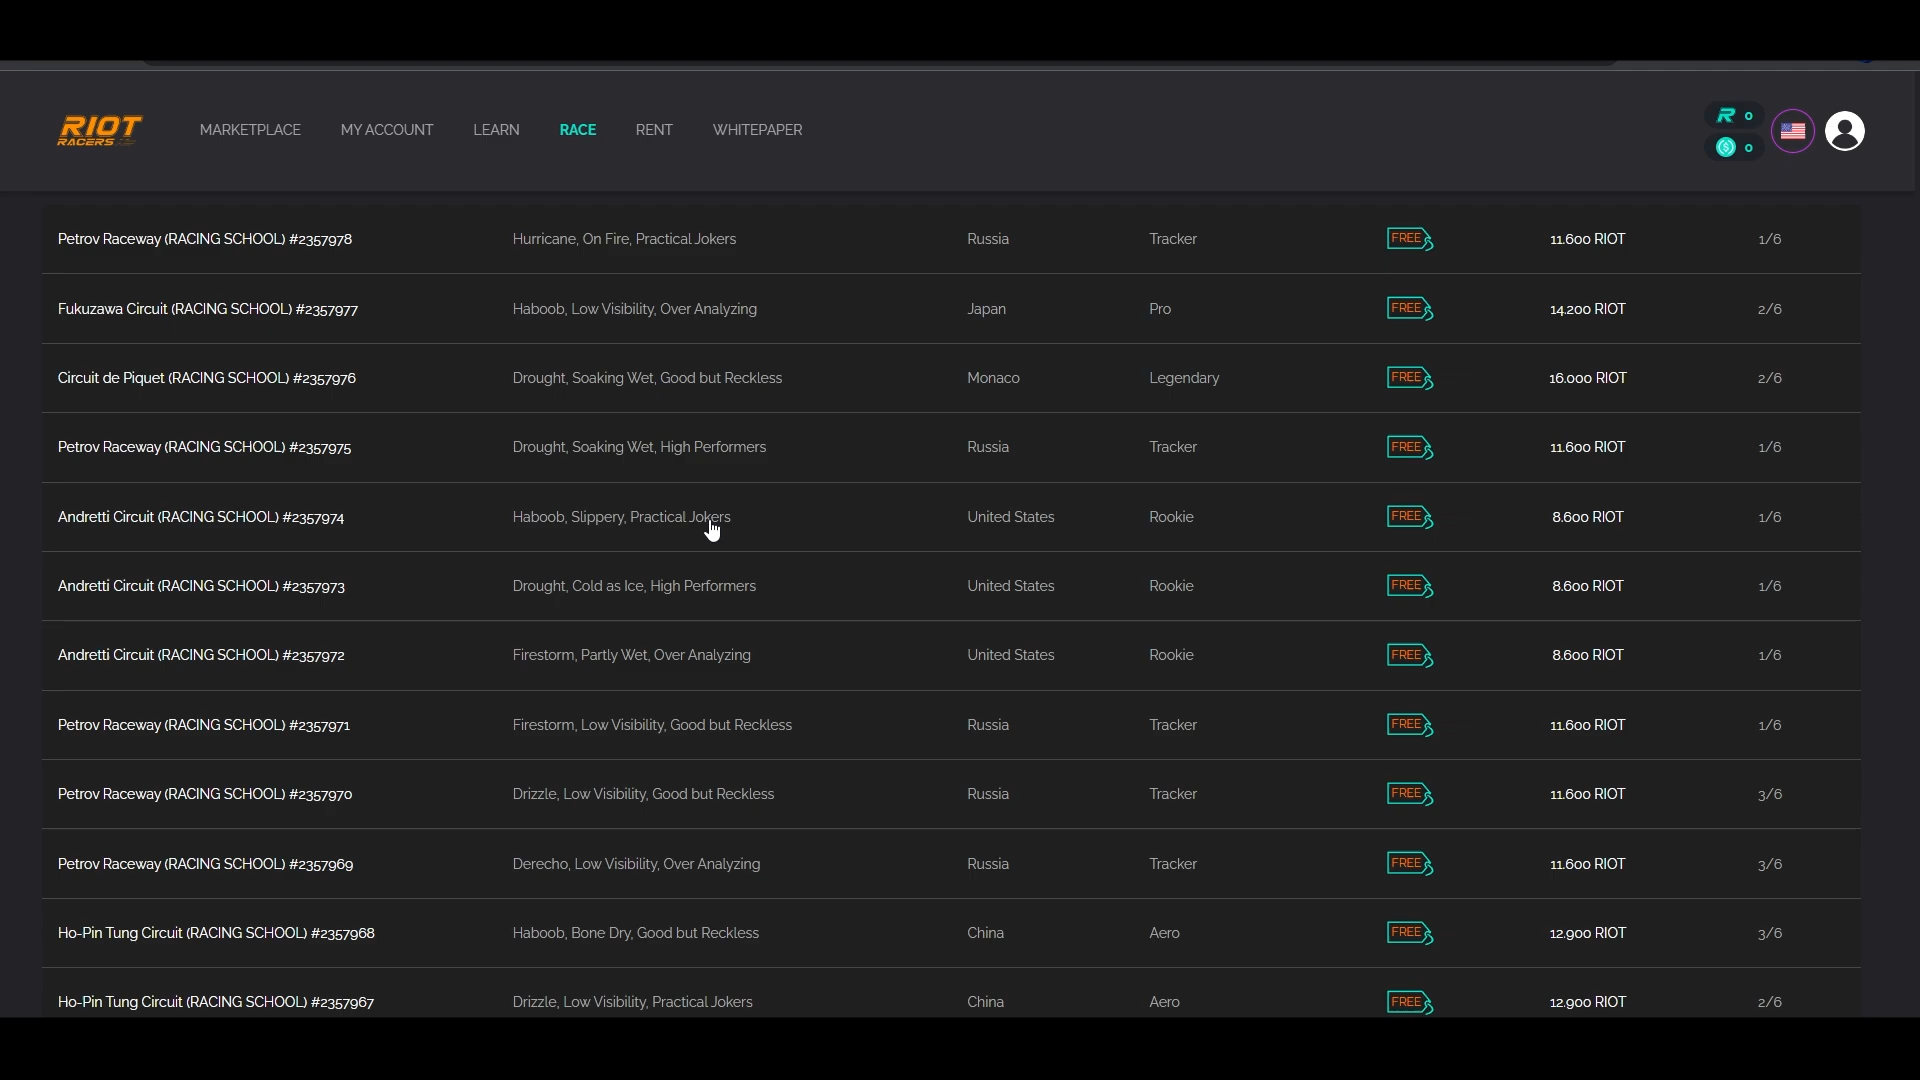 RIOT RACERS MARKETPLACE MY ACCOUNT LEARN RACE RENT WHITEPAPER 0 0
Petrov Raceway (RACING SCHOOL) #2357978 Hurricane, On Fire, Practical Jokers Russia Tracker FREE 11.600 RIOT 1/6
Fukuzawa Circuit (RACING SCHOOL) #2357977 Haboob, Low Visibility, Over Analyzing Japan Pro FREE 14.200 RIOT 2/6
Circuit de Piquet (RACING SCHOOL) #2357976 Drought, Soaking Wet, Good but Reckless Monaco Legendary FREE 16.000 RIOT 2/6
Petrov Raceway (RACING SCHOOL) #2357975 Drought, Soaking Wet, High Performers Russia Tracker FREE 11.600 RIOT 1/6
Andretti Circuit (RACING SCHOOL) #2357974 Haboob, Slippery, Practical Jokers United States Rookie FREE 8.600 RIOT 1/6
Andretti Circuit (RACING SCHOOL) #2357973 Drought, Cold as Ice, High Performers United States Rookie FREE 8.600 RIOT 1/6
Andretti Circuit (RACING SCHOOL) #2357972 Firestorm, Partly Wet, Over Analyzing United States Rookie FREE 8.600 RIOT 1/6
Petrov Raceway (RACING SCHOOL) #2357971 Firestorm, Low Visibility, Good but Reckless Russia Tracker FREE 11.600 RIOT 1/6
Petrov Raceway (RACING SCHOOL) #2357970 Drizzle, Low Visibility, Good but Reckless Russia Tracker FREE 11.600 RIOT 3/6
Petrov Raceway (RACING SCHOOL) #2357969 Derecho, Low Visibility, Over Analyzing Russia Tracker FREE 11.600 RIOT 3/6
Ho-Pin Tung Circuit (RACING SCHOOL) #2357968 Haboob, Bone Dry, Good but Reckless China Aero FREE 12.900 RIOT 3/6
Ho-Pin Tung Circuit (RACING SCHOOL) #2357967 Drizzle, Low Visibility, Practical Jokers China Aero FREE 12.900 RIOT 2/6